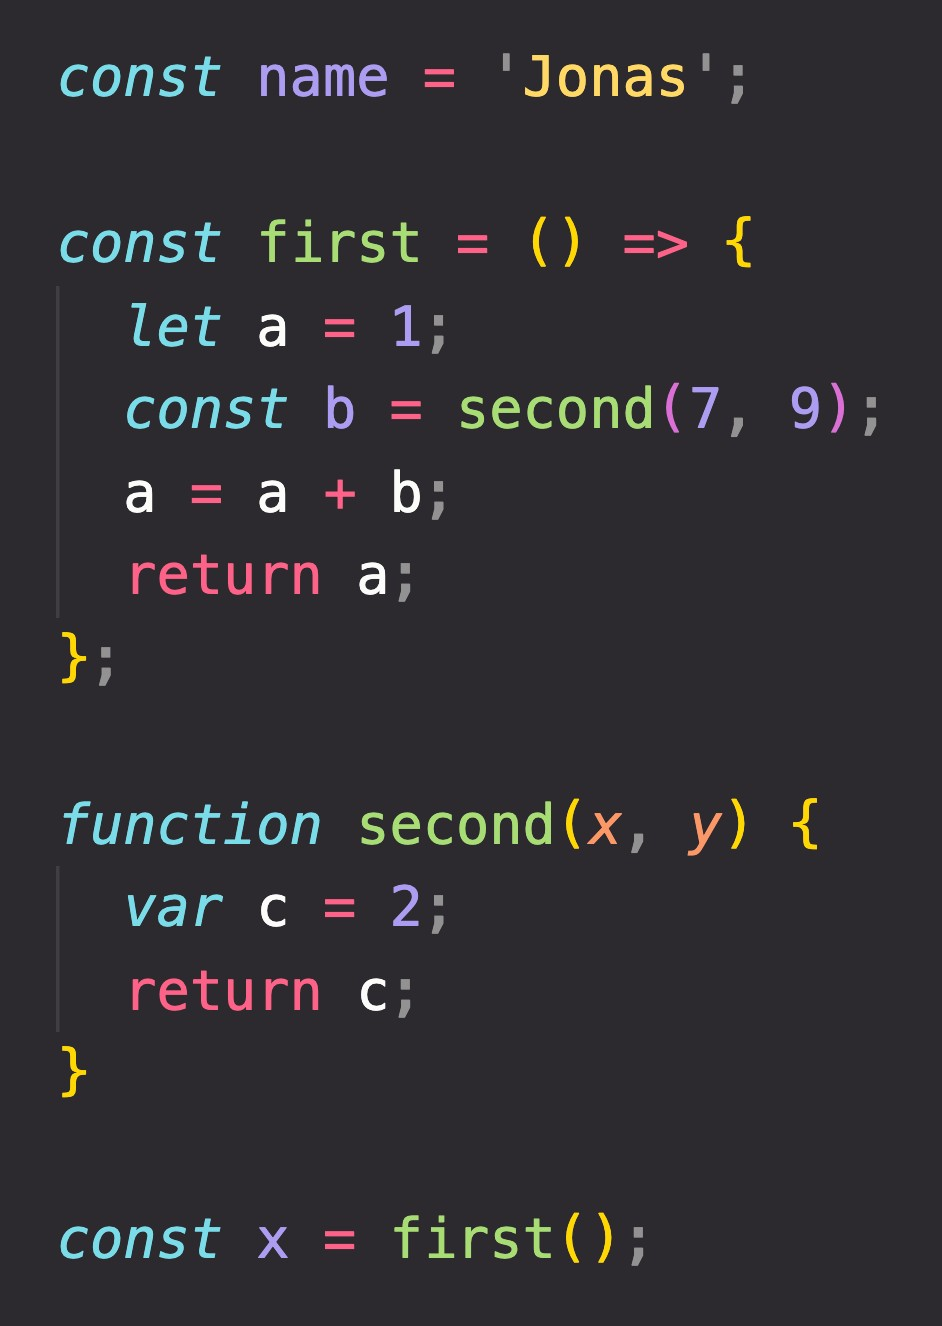 const name = 'Jonas';
const first = () => {
let a = 1;
const b = second(7, 9);
a = a + b;
return a;
};
function second(x, y) {
var c = 2;
return c;
}
const x = first();